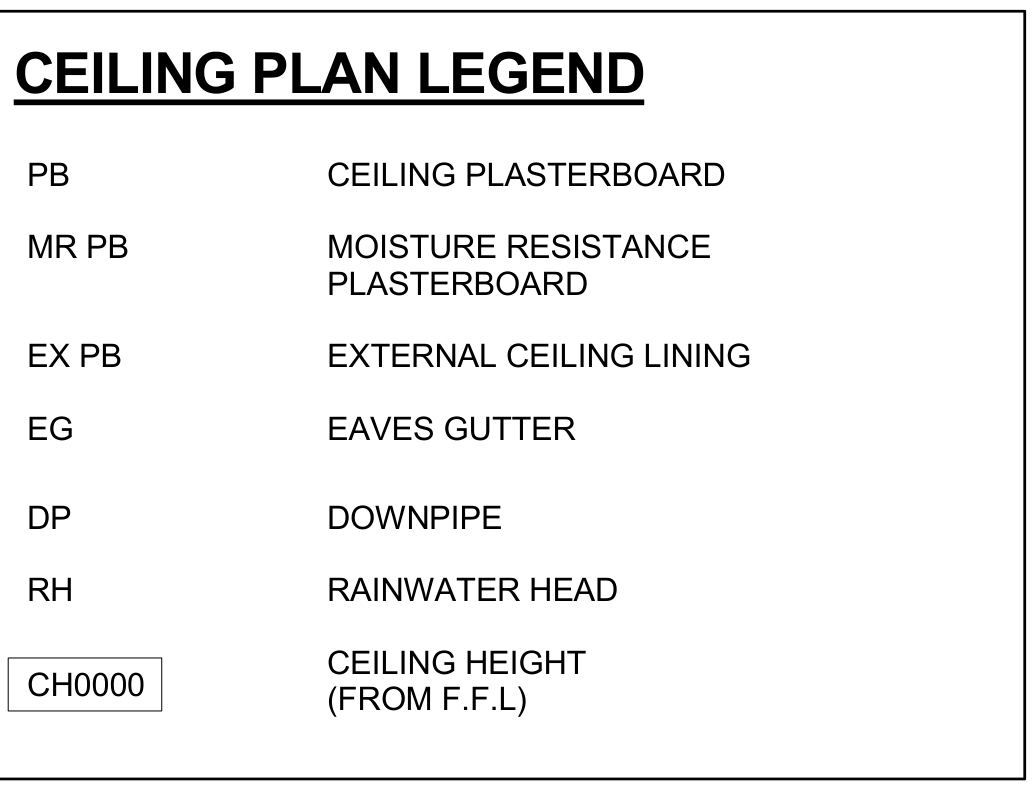 CEILING PLAN LEGEND
PB CEILING PLASTERBOARD
MR PB MOISTURE RESISTANCE
PLASTERBOARD
EX PB EXTERNAL CEILING LINING
EG EAVES GUTTER
DP DOWNPIPE
RH RAINWATER HEAD
CH0000 CEILING HEIGHT
(FROM F.F.L)